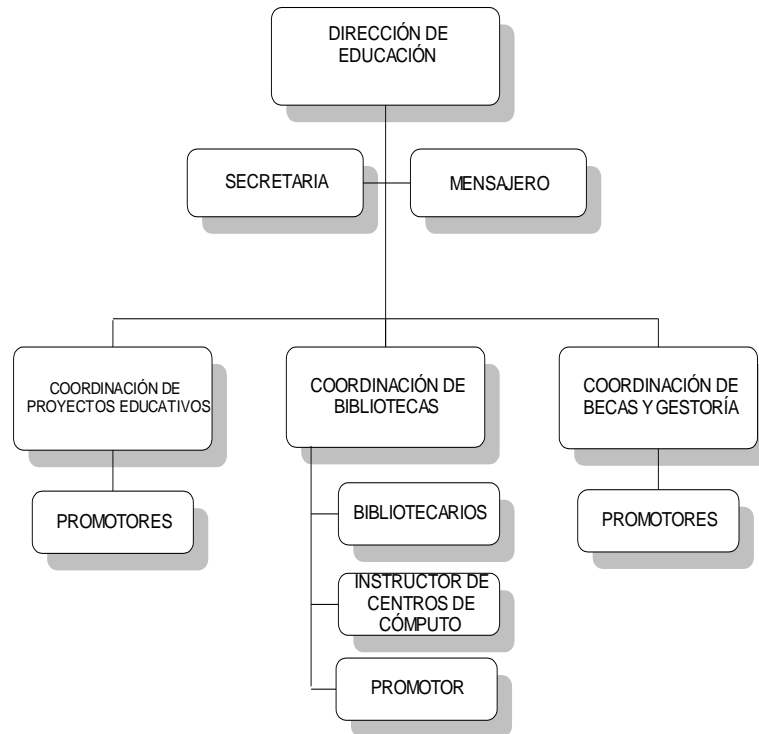 DIRECCIÓN DE
EDUCACIÓN
SECRETARIA
MENSAJERO
COORDINACIÓN DE
PROYECTOS EDUCATIVOS
COORDINACIÓN DE
BIBLIOTECAS
COORDINACIÓN DE
BECAS Y GESTORÍA
PROMOTORES
BIBLIOTECARIOS
PROMOTORES
INSTRUCTOR DE
CENTROS DE
CÓMPUTO
PROMOTOR